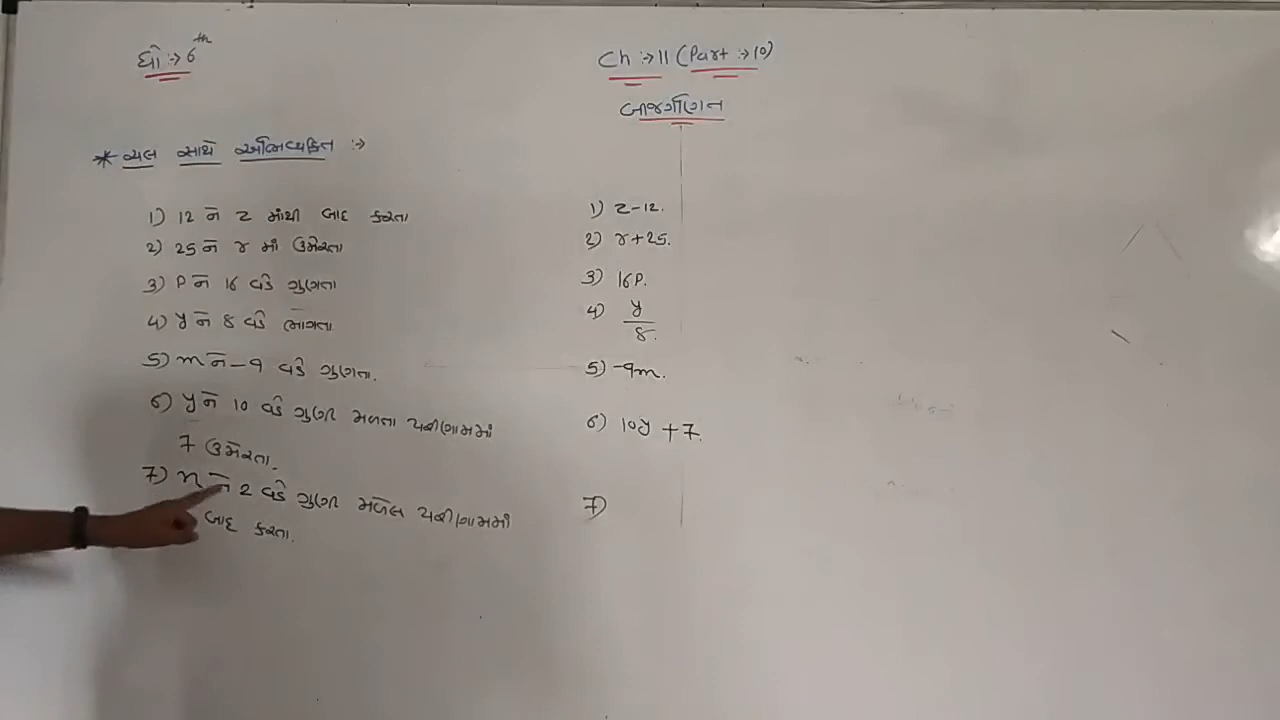 ધો :→ 6th
Ch :→ 11 (Part :→ 10)
બીજગણિત
* ચલ સાથે અભિવ્યક્તિ :→
1) 12 ને z માંથી બાદ કરતા
1) z - 12.
2) 25 ને r માં ઉમેરતા
2) r + 25.
3) P ને 16 વડે ગુણતા
3) 16P.
4) y ને 8 વડે ભાગતા
4) y/8.
5) m ને -9 વડે ગુણતા.
5) -9m.
6) y ને 10 વડે ગુણી મળતા પરીણામમાં
6) 10y + 7.
7 ઉમેરતા.
7) n ને 2 વડે ગુણી મળેલ પરીણામમાં
7)
બાદ કરતા.